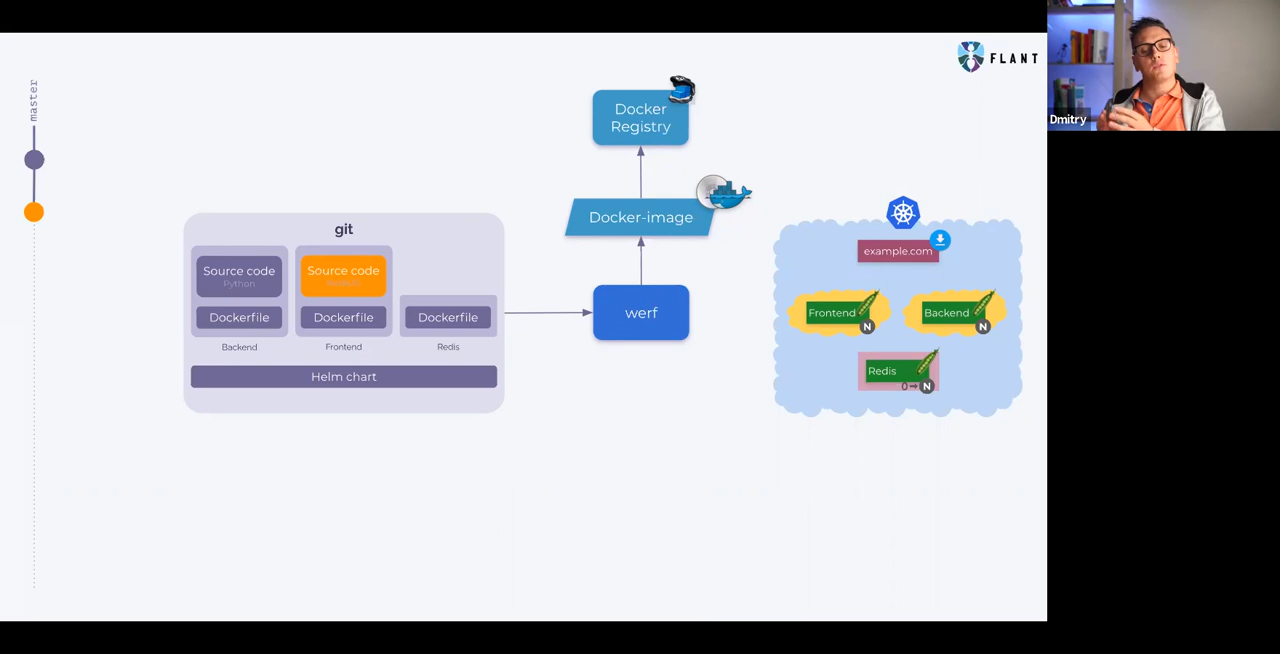 master
FLANT
Dmitry
Docker
Registry
Docker-image
werf
git
Source code
Python
Dockerfile
Backend
Source code
Dockerfile
Frontend
Dockerfile
Redis
Helm chart
example.com
Frontend
N
Backend
N
Redis
0
N